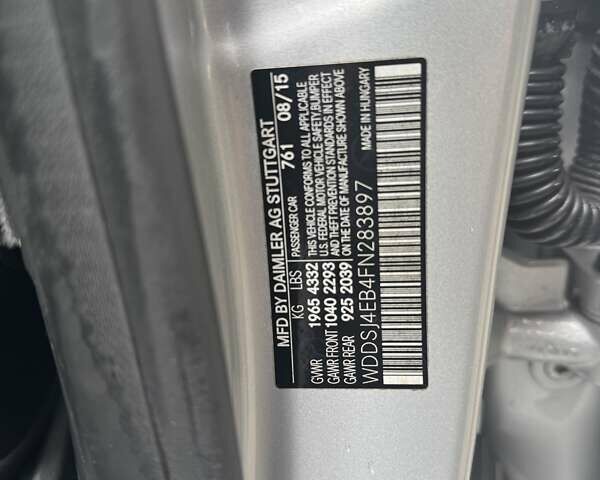 MFD BY DAIMLER AG STUTTGART
PASSENGER CAR 761 08/15
KG LBS
THIS VEHICLE CONFORMS TO ALL APPLICABLE
GVWR 1965 4332
U.S. FEDERAL MOTOR VEHICLE SAFETY, BUMPER
GAWR FRONT 1040 2293
AND THEFT PREVENTION STANDARDS IN EFFECT
GAWR REAR 925 2039
ON THE DATE OF MANUFACTURE SHOWN ABOVE
WDDSJ4EB4FN283897
MADE IN HUNGARY